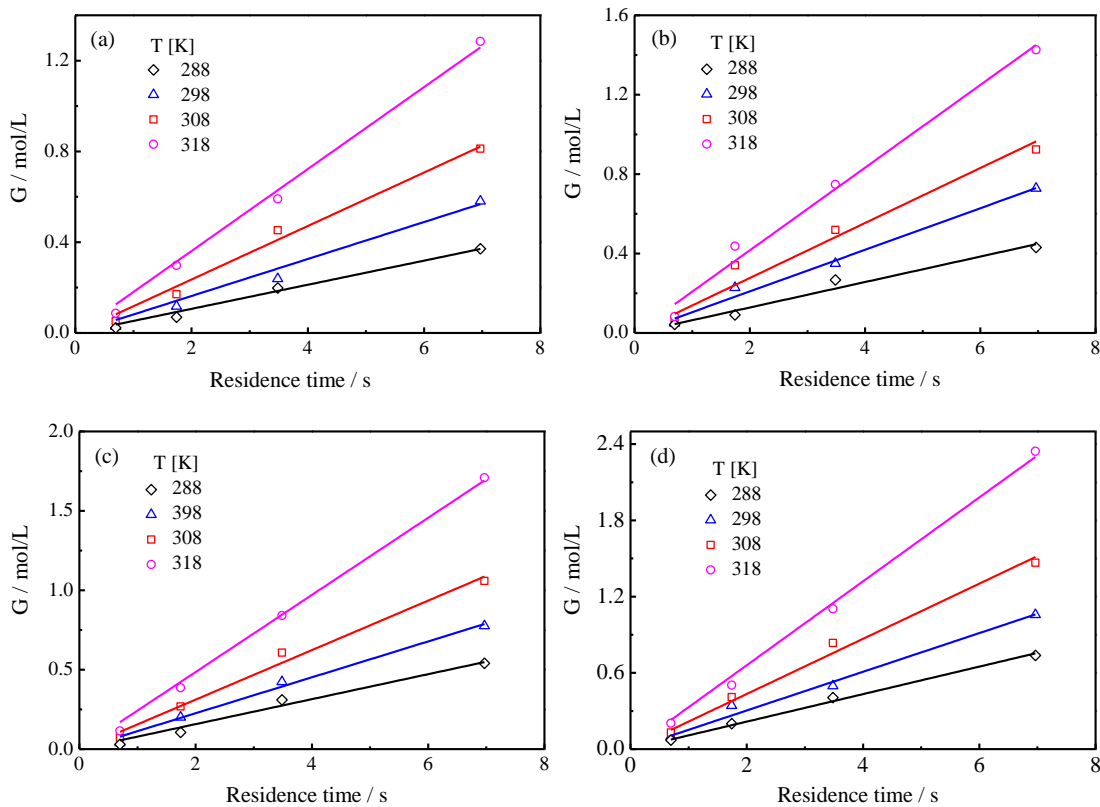 (a)
T [K]
288
298
308
318
G / mol/L
0.0
0.4
0.8
1.2
0 2 4 6 8
Residence time / s
(b)
T [K]
288
298
308
318
G / mol/L
0.0
0.4
0.8
1.2
1.6
0 2 4 6 8
Residence time / s
(c)
T [K]
288
398
308
318
G / mol/L
0.0
0.5
1.0
1.5
2.0
0 2 4 6 8
Residence time / s
(d)
T [K]
288
298
308
318
G / mol/L
0.0
0.6
1.2
1.8
2.4
0 2 4 6 8
Residence time / s